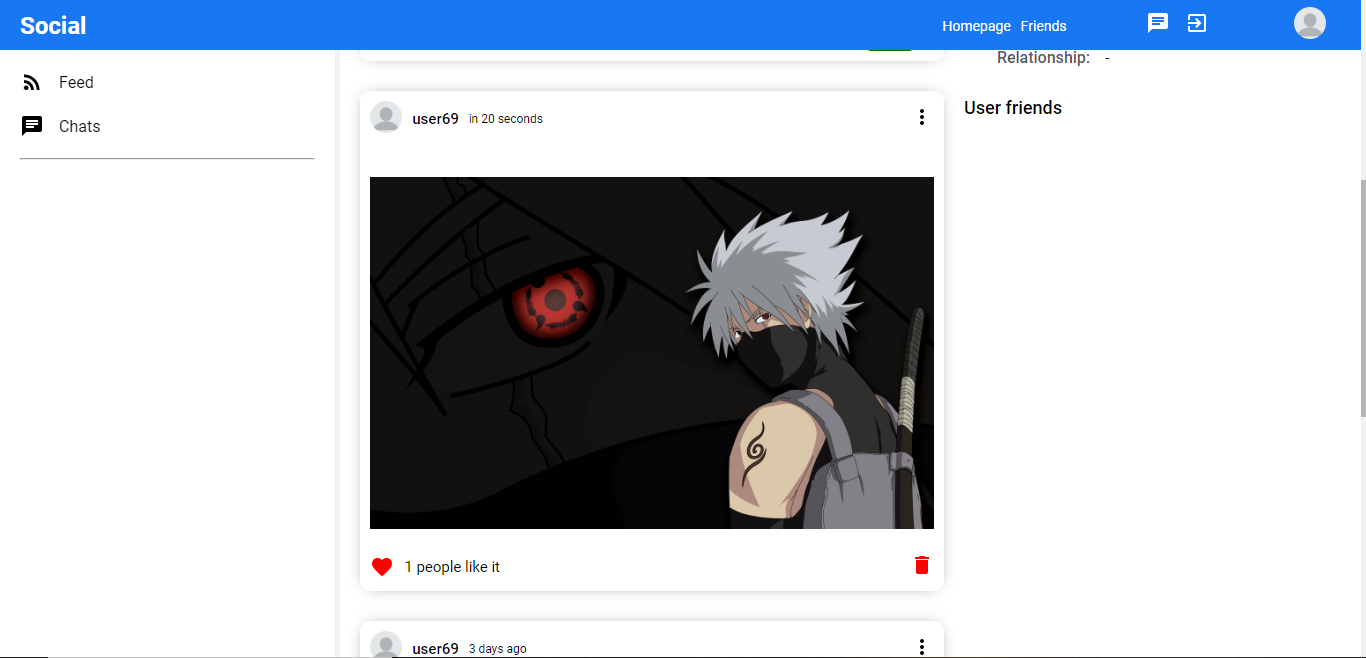 Social
Homepage Friends
Feed
Chats
Relationship: -
User friends
user69 in 20 seconds
1 people like it
user69 3 days ago